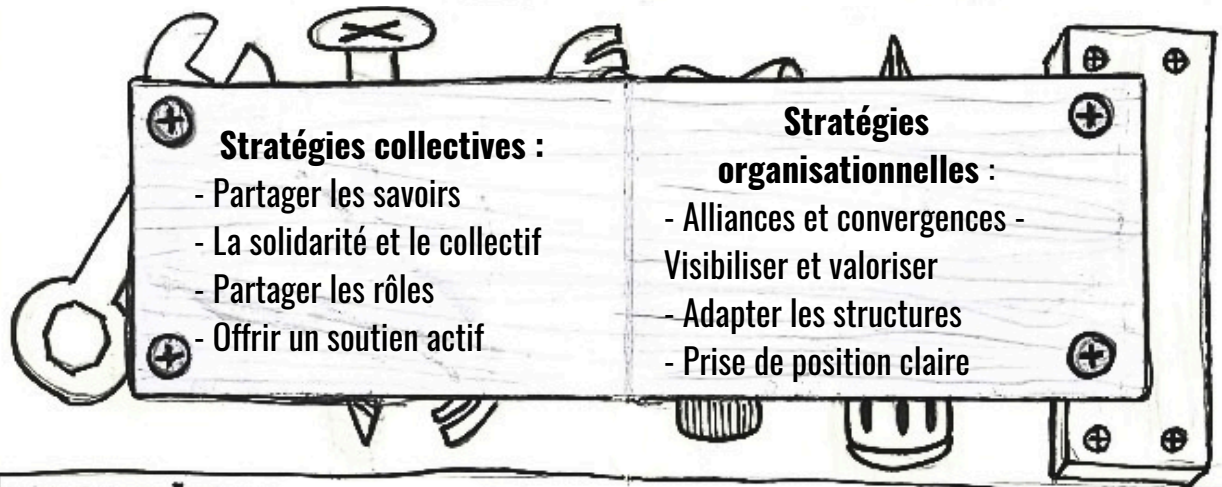 Stratégies collectives :
- Partager les savoirs
- La solidarité et le collectif
- Partager les rôles
- Offrir un soutien actif
Stratégies
organisationnelles :
- Alliances et convergences -
Visibiliser et valoriser
- Adapter les structures
- Prise de position claire